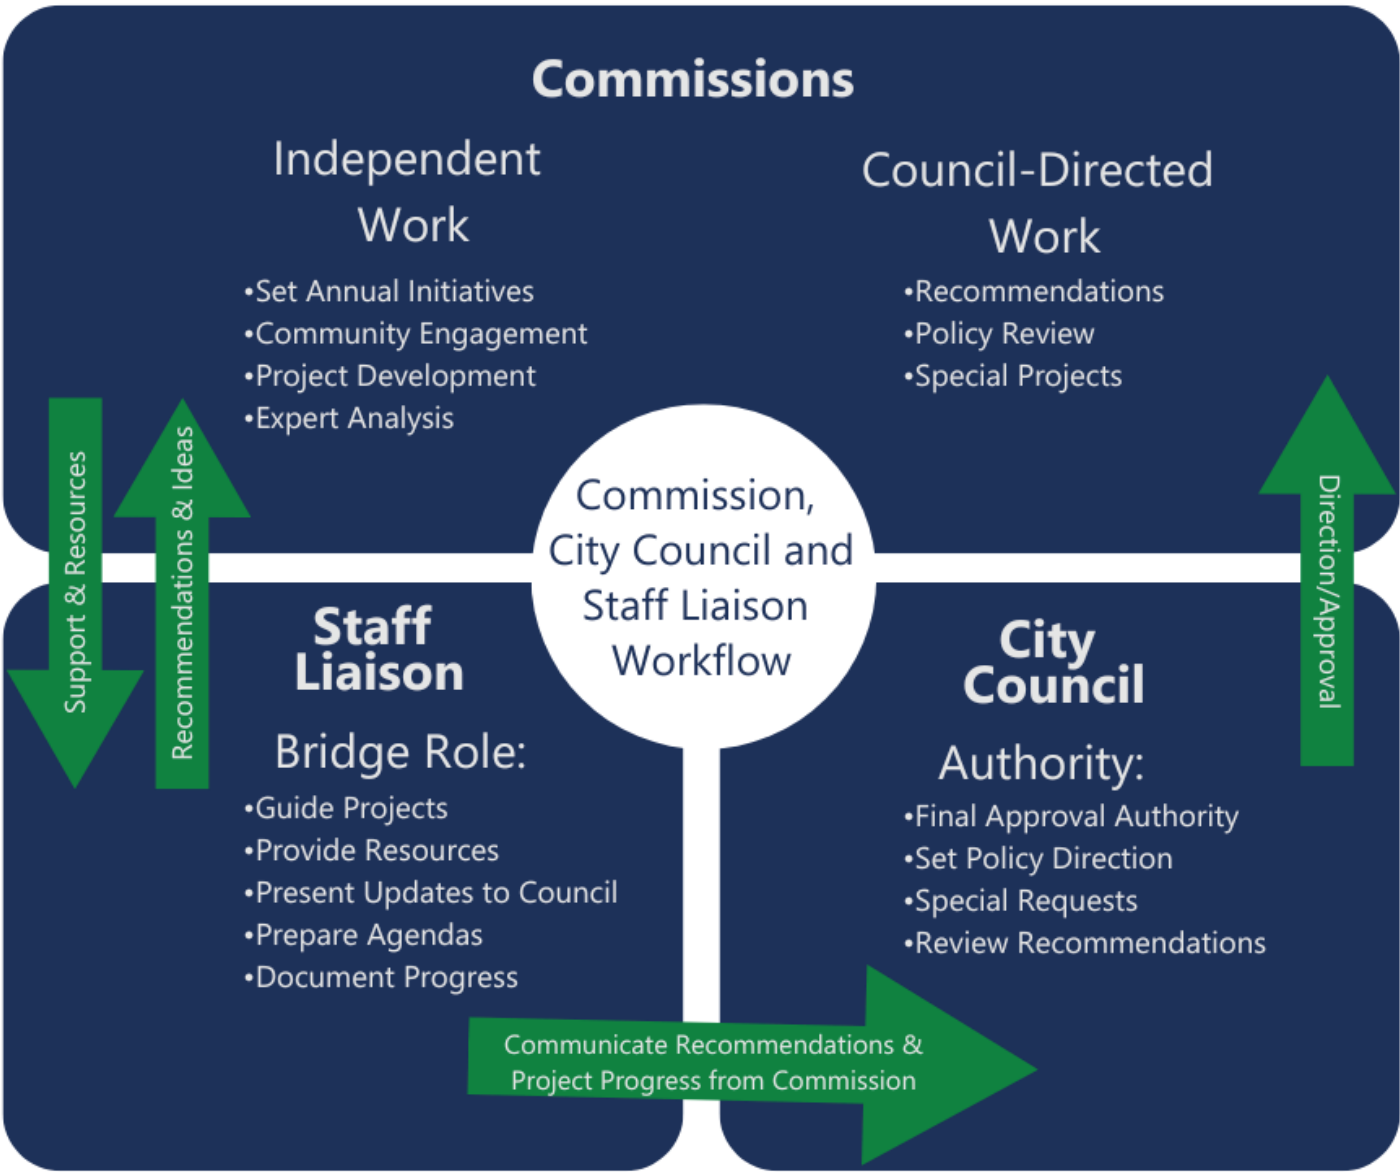 Commissions
Independent
Work
•Set Annual Initiatives
•Community Engagement
•Project Development
•Expert Analysis
Council-Directed
Work
•Recommendations
•Policy Review
•Special Projects
Support & Resources
Recommendations & Ideas
Direction/Approval
Commission,
City Council and
Staff Liaison
Workflow
Staff
Liaison
Bridge Role:
•Guide Projects
•Provide Resources
•Present Updates to Council
•Prepare Agendas
•Document Progress
City
Council
Authority:
•Final Approval Authority
•Set Policy Direction
•Special Requests
•Review Recommendations
Communicate Recommendations &
Project Progress from Commission